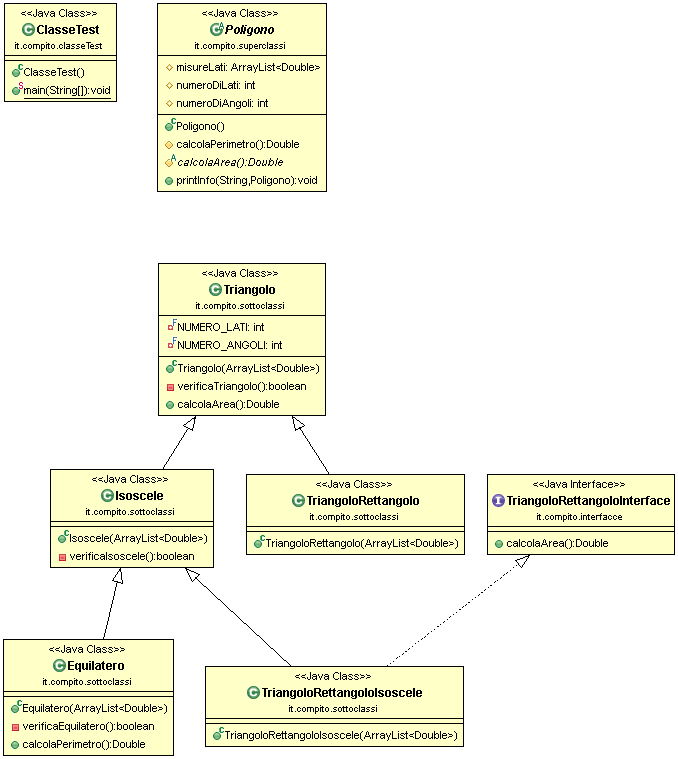 <<Java Class>>
ClasseTest
it.compito.classeTest
ClasseTest()
main(String[]):void
<<Java Class>>
Poligono
it.compito.superclassi
misureLati: ArrayList<Double>
numeroDiLati: int
numeroDiAngoli: int
Poligono()
calcolaPerimetro():Double
calcolaArea():Double
printInfo(String,Poligono):void
<<Java Class>>
Triangolo
it.compito.sottoclassi
NUMERO_LATI: int
NUMERO_ANGOLI: int
Triangolo(ArrayList<Double>)
verificaTriangolo():boolean
calcolaArea():Double
<<Java Class>>
Isoscele
it.compito.sottoclassi
Isoscele(ArrayList<Double>)
verificaIsoscele():boolean
<<Java Class>>
TriangoloRettangolo
it.compito.sottoclassi
TriangoloRettangolo(ArrayList<Double>)
<<Java Interface>>
TriangoloRettangoloInterface
it.compito.interfacce
calcolaArea():Double
<<Java Class>>
Equilatero
it.compito.sottoclassi
Equilatero(ArrayList<Double>)
verificaEquilatero():boolean
calcolaPerimetro():Double
<<Java Class>>
TriangoloRettangoloIsoscele
it.compito.sottoclassi
TriangoloRettangoloIsoscele(ArrayList<Double>)